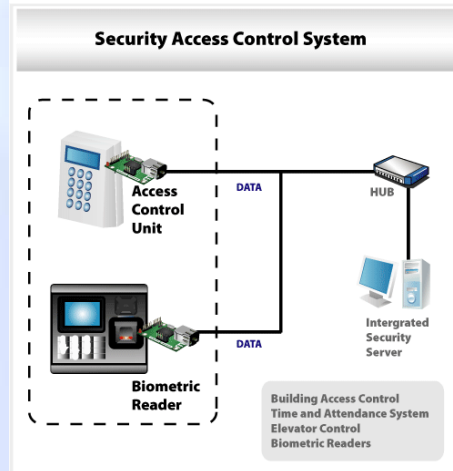 Security Access Control System
Access
Control
Unit
DATA
HUB
Intergrated
Security
Server
DATA
Biometric
Reader
Building Access Control
Time and Attendance System
Elevator Control
Biometric Readers